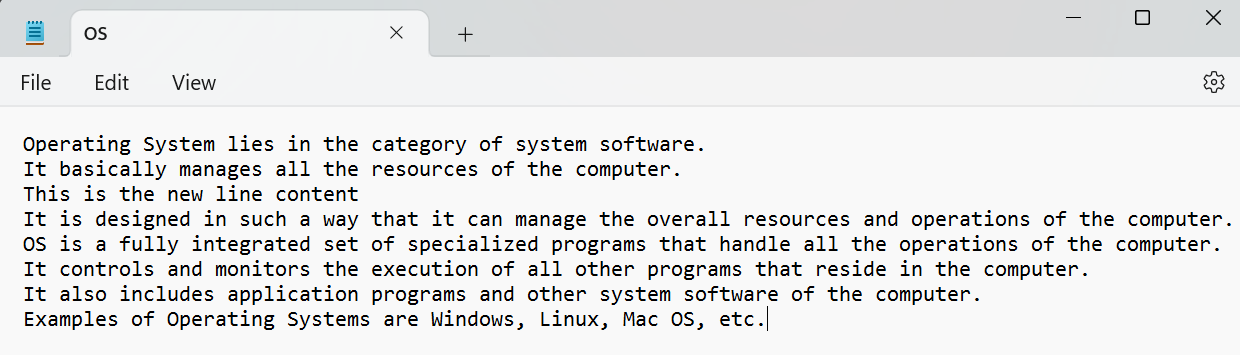 OS
File Edit View
Operating System lies in the category of system software.
It basically manages all the resources of the computer.
This is the new line content
It is designed in such a way that it can manage the overall resources and operations of the computer.
OS is a fully integrated set of specialized programs that handle all the operations of the computer.
It controls and monitors the execution of all other programs that reside in the computer.
It also includes application programs and other system software of the computer.
Examples of Operating Systems are Windows, Linux, Mac OS, etc.